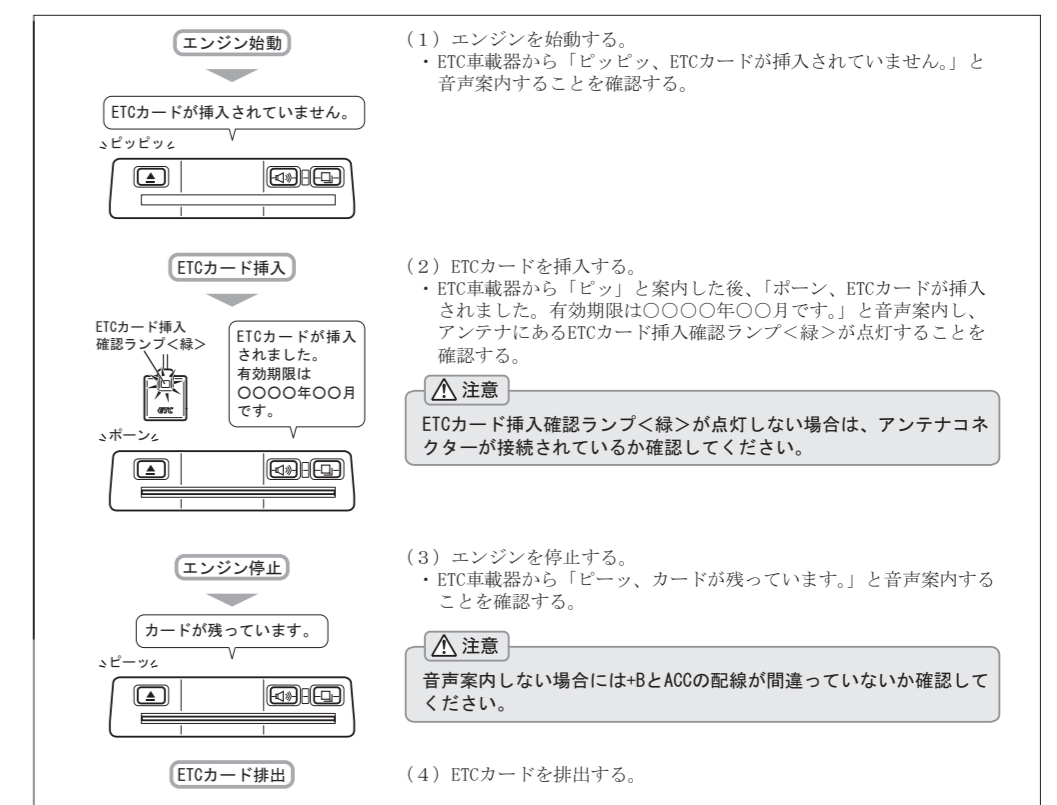 エンジン始動
(1)エンジンを始動する。
・ETC車載器から「ピッピッ、ETCカードが挿入されていません。」と
音声案内することを確認する。
ETCカードが挿入されていません。
ピッピッ
ETCカード挿入
(2)ETCカードを挿入する。
・ETC車載器から「ピッ」と案内した後、「ポーン、ETCカードが挿入
されました。有効期限は〇〇〇〇年〇〇月です。」と音声案内し、
アンテナにあるETCカード挿入確認ランプ<緑>が点灯することを
確認する。
ETCカード挿入
確認ランプ<緑>
ETCカードが挿入
されました。
有効期限は
〇〇〇〇年〇〇月
です。
ETC
ポーン
注意
ETCカード挿入確認ランプ<緑>が点灯しない場合は、アンテナコネ
クターが接続されているか確認してください。
エンジン停止
(3)エンジンを停止する。
・ETC車載器から「ピーッ、カードが残っています。」と音声案内する
ことを確認する。
カードが残っています。
ピーッ
注意
音声案内しない場合には+BとACCの配線が間違っていないか確認して
ください。
ETCカード排出
(4)ETCカードを排出する。